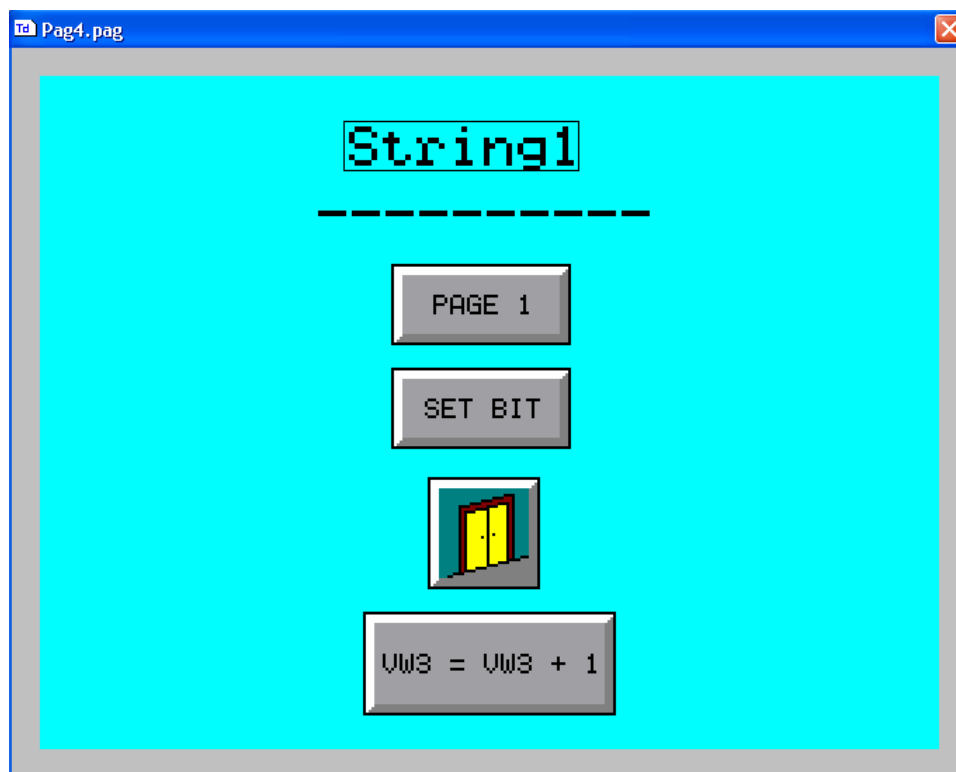 Pag4.pag
String1
----------
PAGE 1
SET BIT
VW3 = VW3 + 1